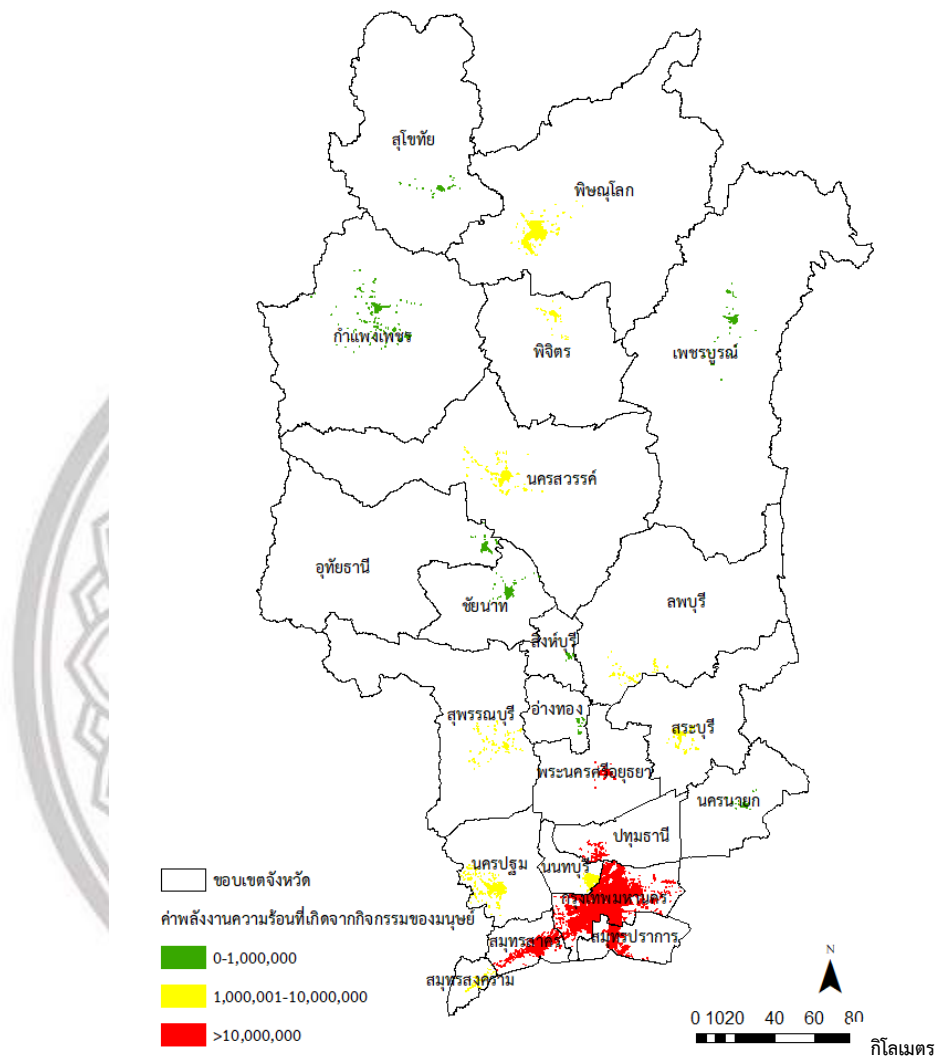 สุโขทัย
พิษณุโลก
กำแพงเพชร
พิจิตร
เพชรบูรณ์
นครสวรรค์
อุทัยธานี
ชัยนาท
ลพบุรี
สิงห์บุรี
สุพรรณบุรี
อ่างทอง
สระบุรี
พระนครศรีอยุธยา
นครนายก
ปทุมธานี
นครปฐม
นนทบุรี
กรุงเทพมหานคร
สมุทรสาคร
สมุทรปราการ
สมุทรสงคราม
ขอบเขตจังหวัด
ค่าพลังงานความร้อนที่เกิดจากกิจกรรมของมนุษย์
0-1,000,000
1,000,001-10,000,000
>10,000,000
N
0 1020 40 60 80
กิโลเมตร